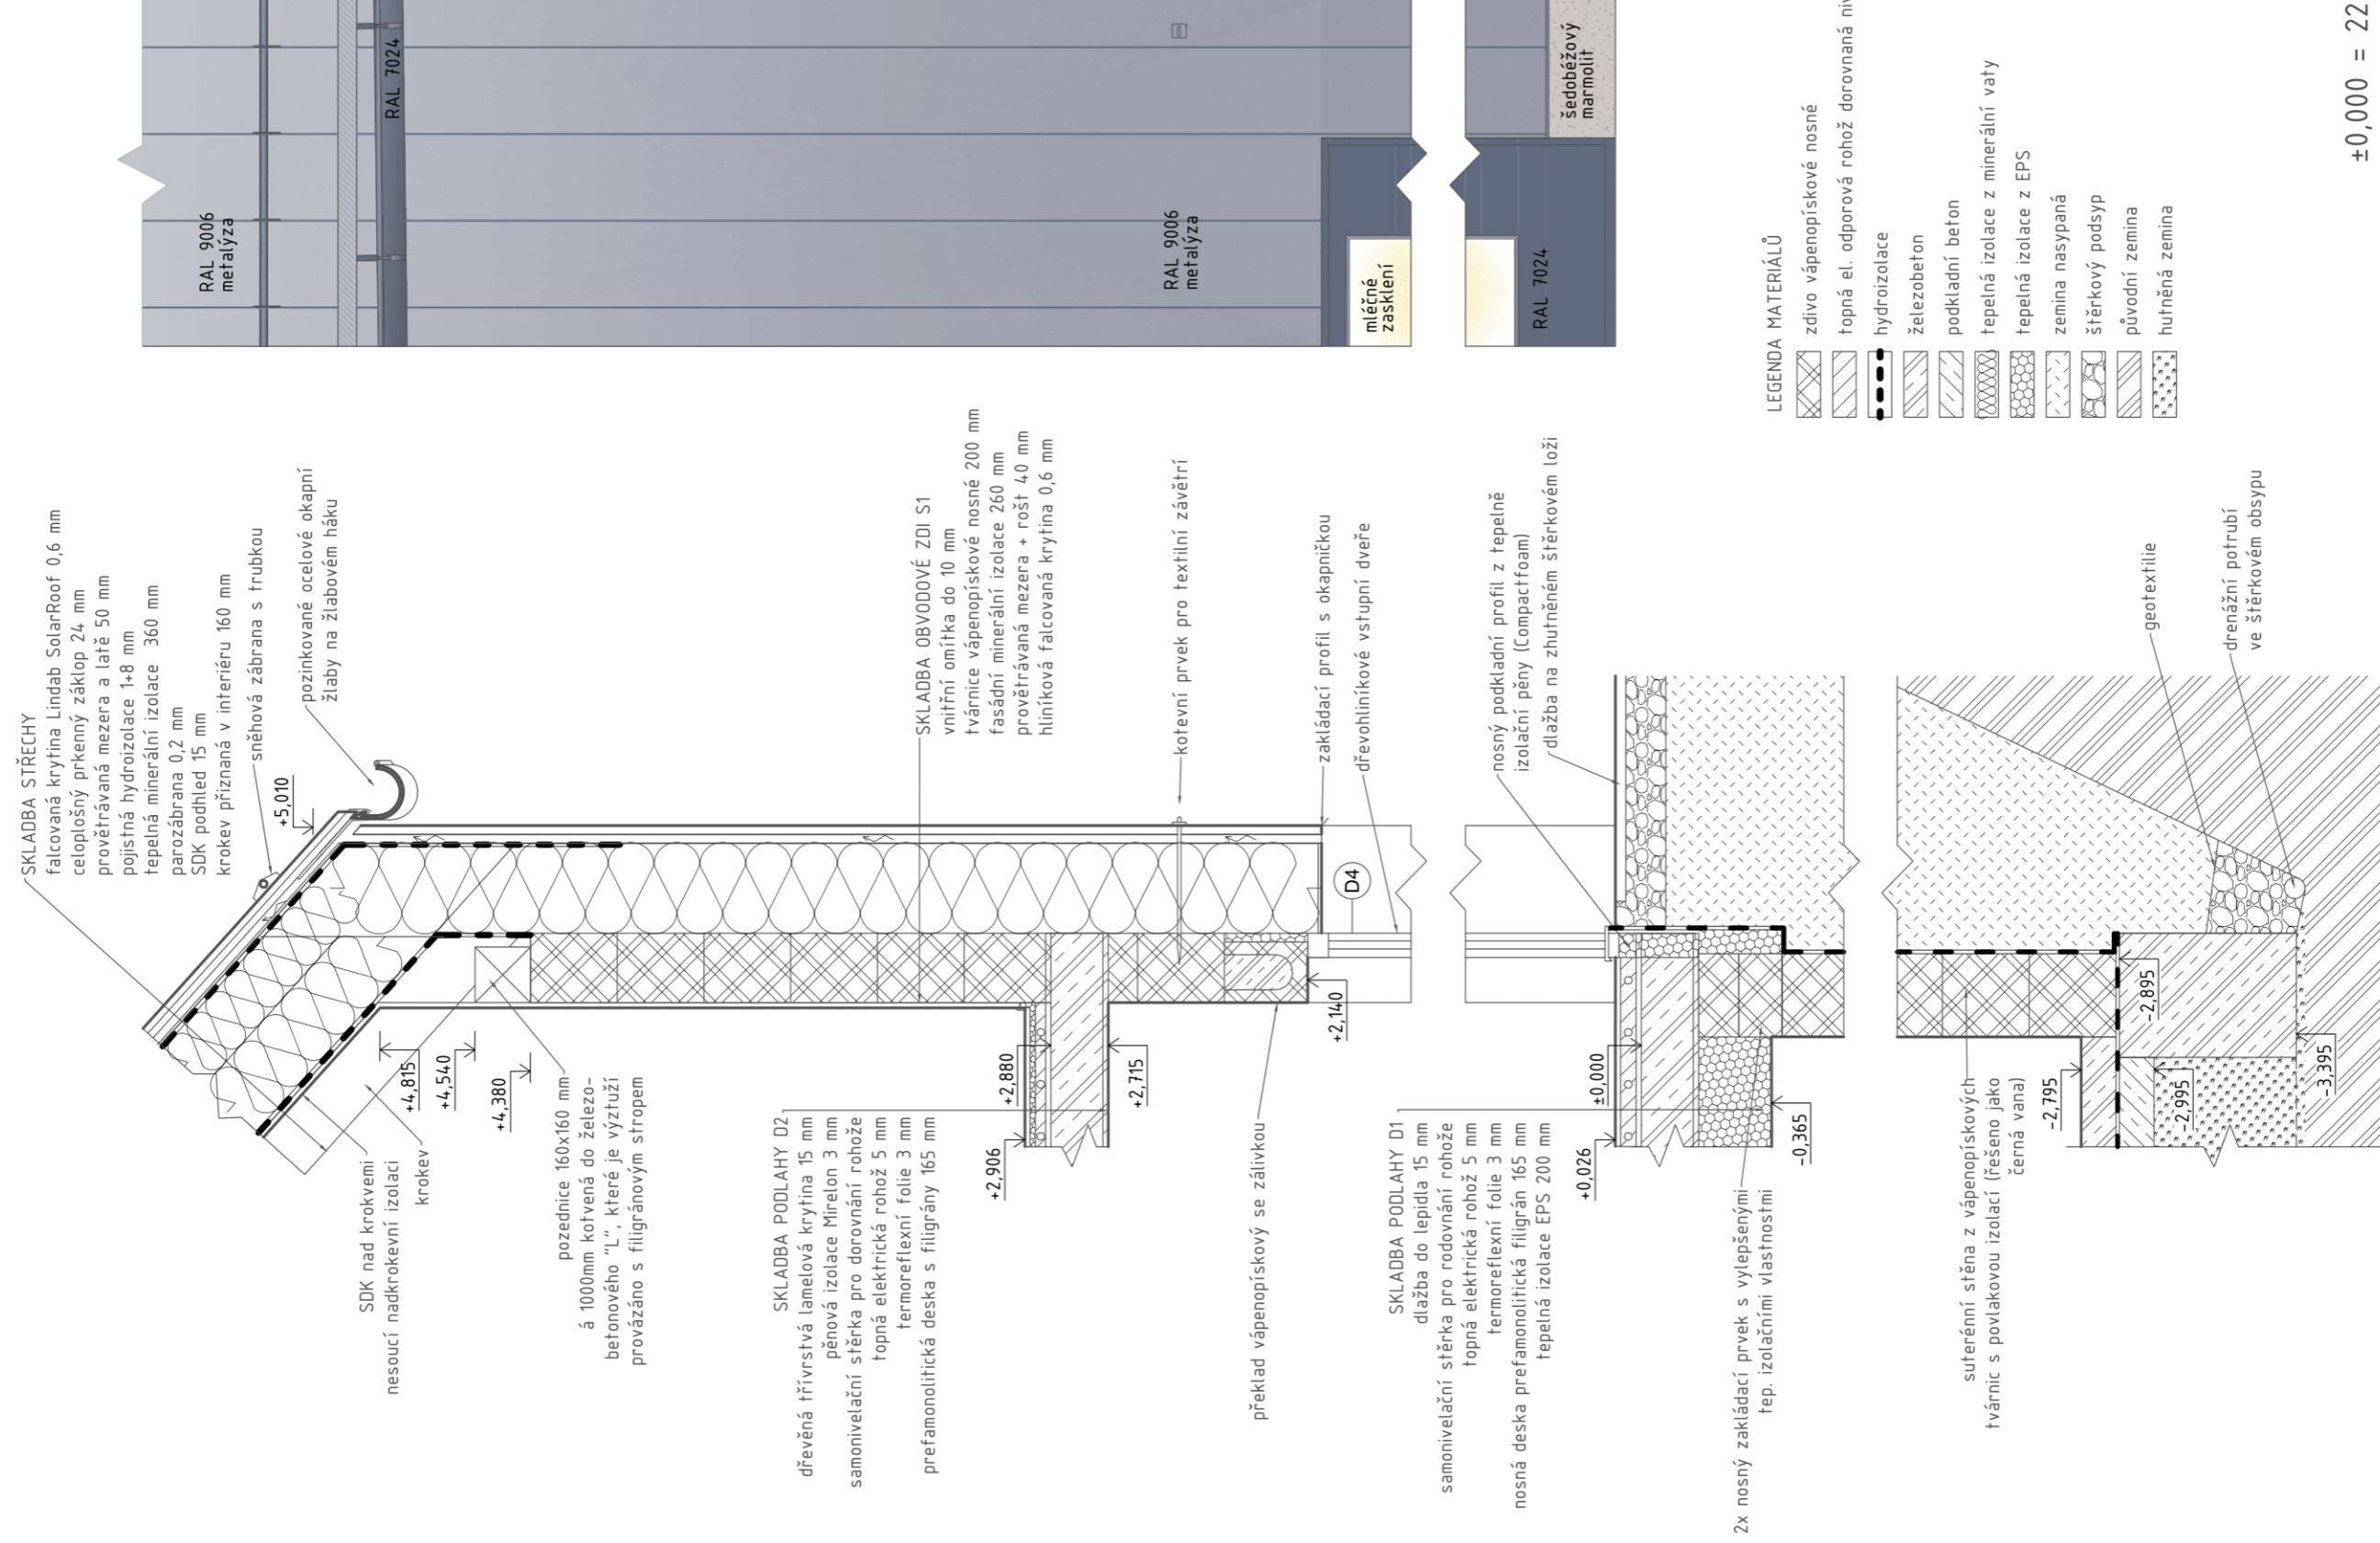 SKLADBA STŘECHY
falcovaná krytina Lindab SolarRoof 0,6 mm
celoplošný prkenný záklop 24 mm
provětrávaná mezera a latě 50 mm
pojistná hydroizolace 1+8 mm
tepelná minerální izolace 360 mm
parozábrana 0,2 mm
SDK podhled 15 mm
krokev přiznaná v interiéru 160 mm
sněhová zábrana s trubkou
pozinkované ocelové okapní
žlaby na žlabovém háku
+5,010
SDK nad krokvemi
nesoucí nadkrokevní izolaci
krokev
+4,815
+4,540
+4,380
pozednice 160x160 mm
á 1000mm kotvená do železo-
betonového "L", které je výztuží
provázáno s filigránovým stropem
SKLADBA OBVODOVÉ ZDI S1
vnitřní omítka do 10 mm
tvárnice vápenopískové nosné 200 mm
fasádní minerální izolace 260 mm
provětrávaná mezera + rošt 40 mm
hliníková falcovaná krytina 0,6 mm
SKLADBA PODLAHY D2
dřevěná třívrstvá lamelová krytina 15 mm
pěnová izolace Mirelon 3 mm
samonivelační stěrka pro dorovnání rohože
topná elektrická rohož 5 mm
termoreflexní folie 3 mm
prefamonolitická deska s filigrány 165 mm
+2,906
+2,880
+2,715
kotevní prvek pro textilní závětrí
překlad vápenopískový se zálivkou
+2,140
zakládací profil s okapničkou
dřevohliníkové vstupní dveře
D4
SKLADBA PODLAHY D1
dlažba do lepidla 15 mm
samonivelační stěrka pro rodovnání rohože
topná elektrická rohož 5 mm
termoreflexní folie 3 mm
nosná deska prefamonolitická filigrán 165 mm
tepelná izolace EPS 200 mm
nosný podkladní profil z tepelně
izolační pěny (Compactfoam)
dlažba na zhutněném štěrkovém loži
+0,026
±0,000
-0,365
2x nosný zakládací prvek s vylepšenými
tep. izolačními vlastnostmi
suterénní stěna z vápenopískových
tvárnic s povlakovou izolací (řešeno jako
černá vana)
-2,795
-2,895
-2,995
-3,395
geotextilie
drenážní potrubí
ve štěrkovém obsypu
RAL 9006
metalýza
RAL 7024
RAL 9006
metalýza
mléčné
zasklení
RAL 7024
šedobéžový
marmolit
LEGENDA MATERIÁLŮ
zdivo vápenopískové nosné
topná el. odporová rohož dorovnaná
hydroizolace
železobeton
podkladní beton
tepelná izolace z minerální vaty
tepelná izolace z EPS
zemina nasypaná
štěrkový podsyp
původní zemina
hutněná zemina
±0,000 = 22